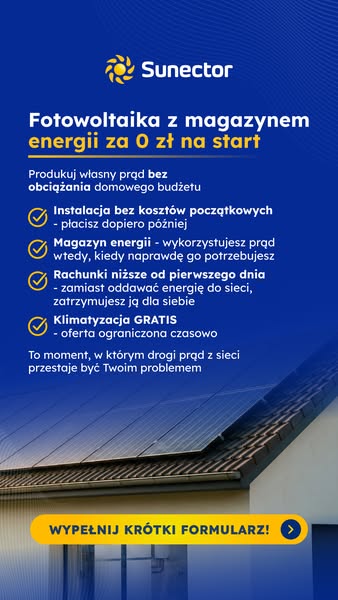 Sunector
Fotowoltaika z magazynem
energii za 0 zł na start
Produkuj własny prąd bez
obciążania domowego budżetu
Instalacja bez kosztów początkowych
- płacisz dopiero później
Magazyn energii - wykorzystujesz prąd
wtedy, kiedy naprawdę go potrzebujesz
Rachunki niższe od pierwszego dnia
- zamiast oddawać energię do sieci,
zatrzymujesz ją dla siebie
Klimatyzacja GRATIS
- oferta ograniczona czasowo
To moment, w którym drogi prąd z sieci
przestaje być Twoim problemem
WYPEŁNIJ KRÓTKI FORMULARZ!